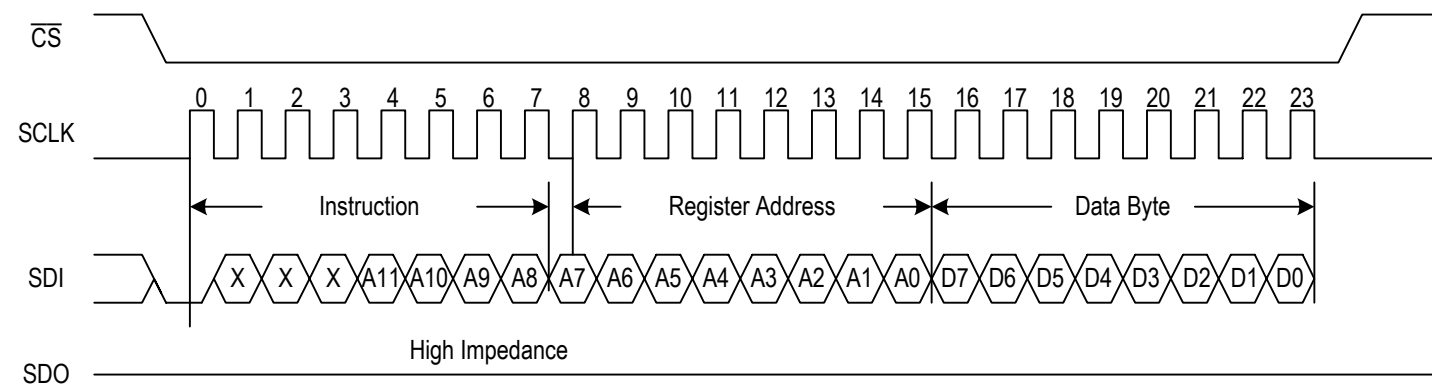 CS
0 1 2 3 4 5 6 7 8 9 10 11 12 13 14 15 16 17 18 19 20 21 22 23
SCLK
Instruction Register Address Data Byte
SDI X X X A11 A10 A9 A8 A7 A6 A5 A4 A3 A2 A1 A0 D7 D6 D5 D4 D3 D2 D1 D0
High Impedance
SDO